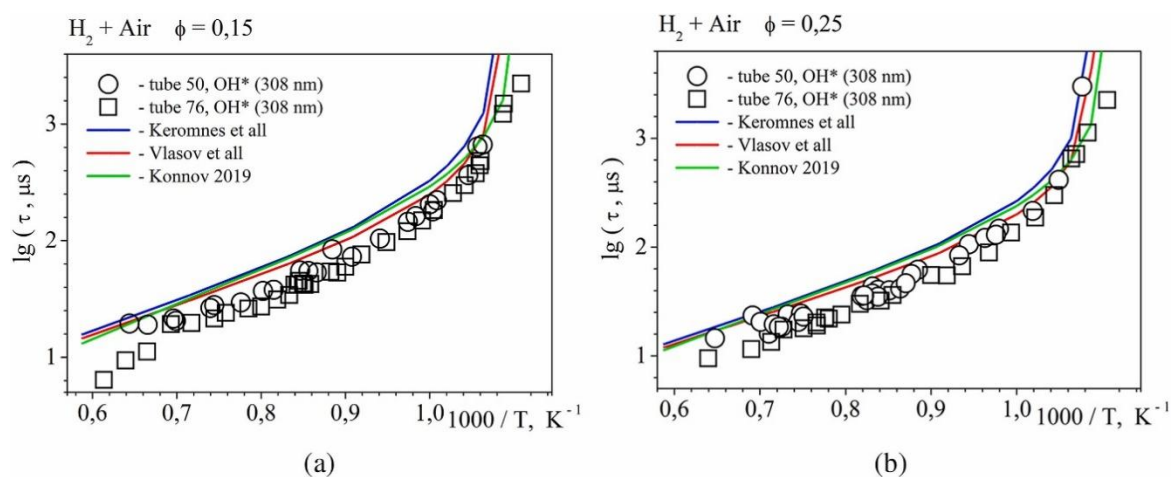 H2 + Air ϕ = 0,15
- tube 50, OH* (308 nm)
- tube 76, OH* (308 nm)
- Keromnes et all
- Vlasov et all
- Konnov 2019
lg ( τ , μs )
3
2
1
0,6 0,7 0,8 0,9 1,0 1000 / T, K-1
(a)
H2 + Air ϕ = 0,25
- tube 50, OH* (308 nm)
- tube 76, OH* (308 nm)
- Keromnes et all
- Vlasov et all
- Konnov 2019
lg ( τ , μs )
3
2
1
0,6 0,7 0,8 0,9 1,0 1000 / T, K-1
(b)